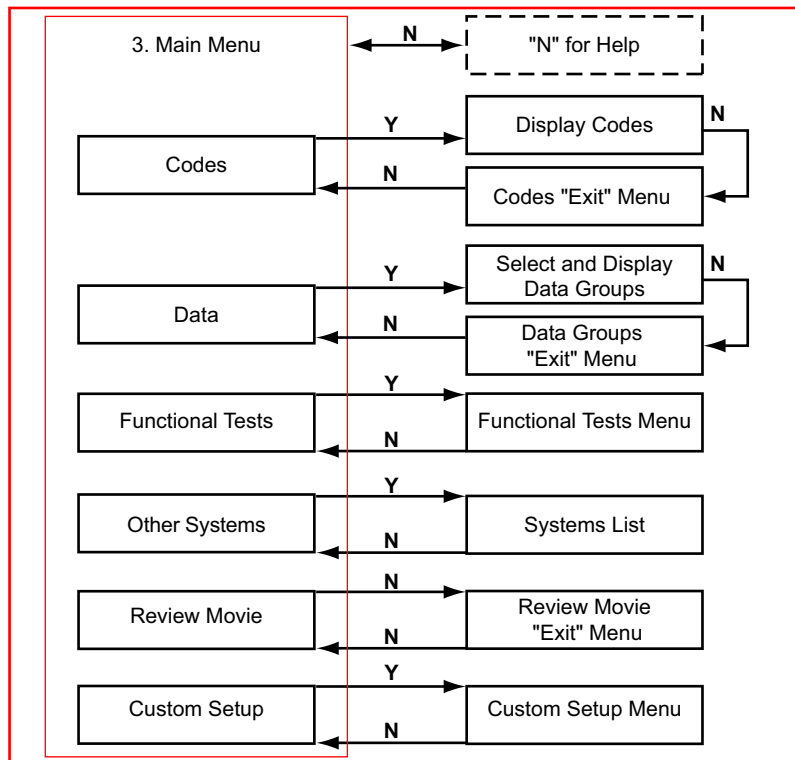 3. Main Menu
N
"N" for Help
Codes
Y
Display Codes
N
N
Codes "Exit" Menu
Data
Y
Select and Display
Data Groups
N
N
Data Groups
"Exit" Menu
Functional Tests
Y
Functional Tests Menu
N
Other Systems
Y
Systems List
N
Review Movie
N
Review Movie
"Exit" Menu
N
Custom Setup
Y
Custom Setup Menu
N